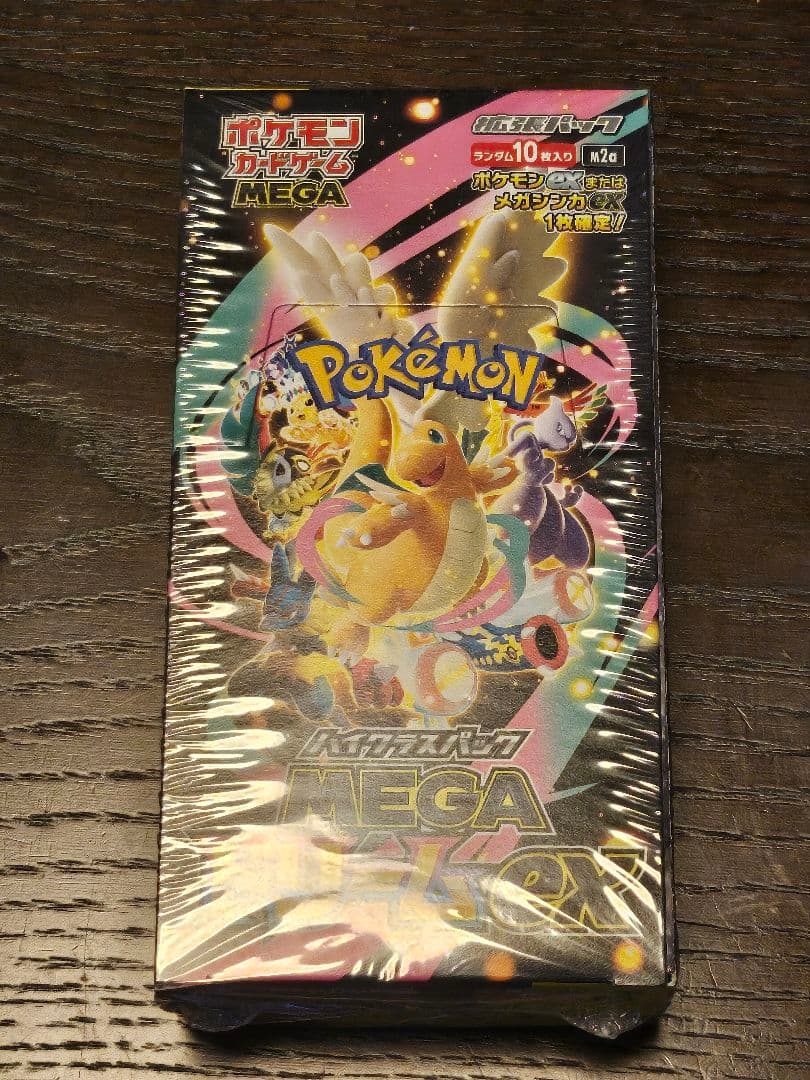 ポケモン
カードゲーム
MEGA
拡張パック
ランダム10枚入り
M2a
ポケモンexまたは
メガシンカex
1枚確定!
POKéMON
TM
ハイクラスパック
MEGA
ex